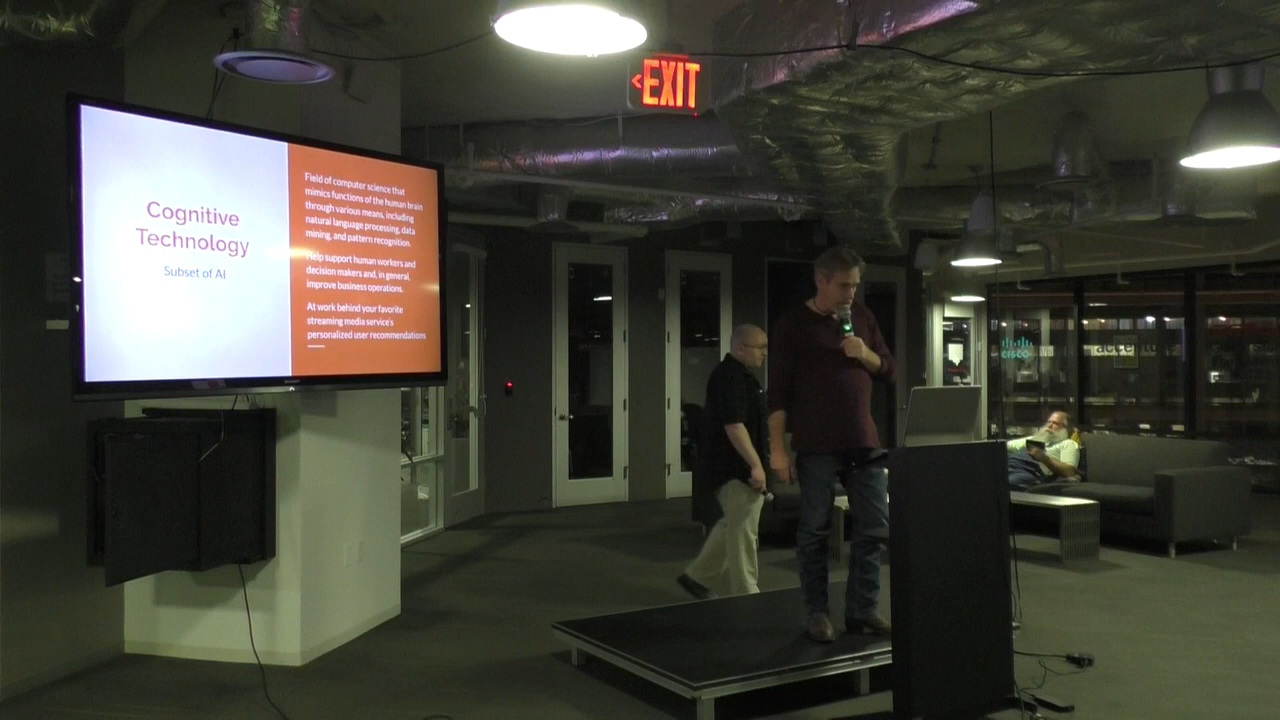 <EXIT
Cognitive
Technology
Subset of AI
Field of computer science that
mimics functions of the human brain
through various means, including
natural language processing, data
mining, and pattern recognition.
Help support human workers and
decision makers and, in general,
improve business operations.
At work behind your favorite
streaming media service's
personalized user recommendations
CISCO